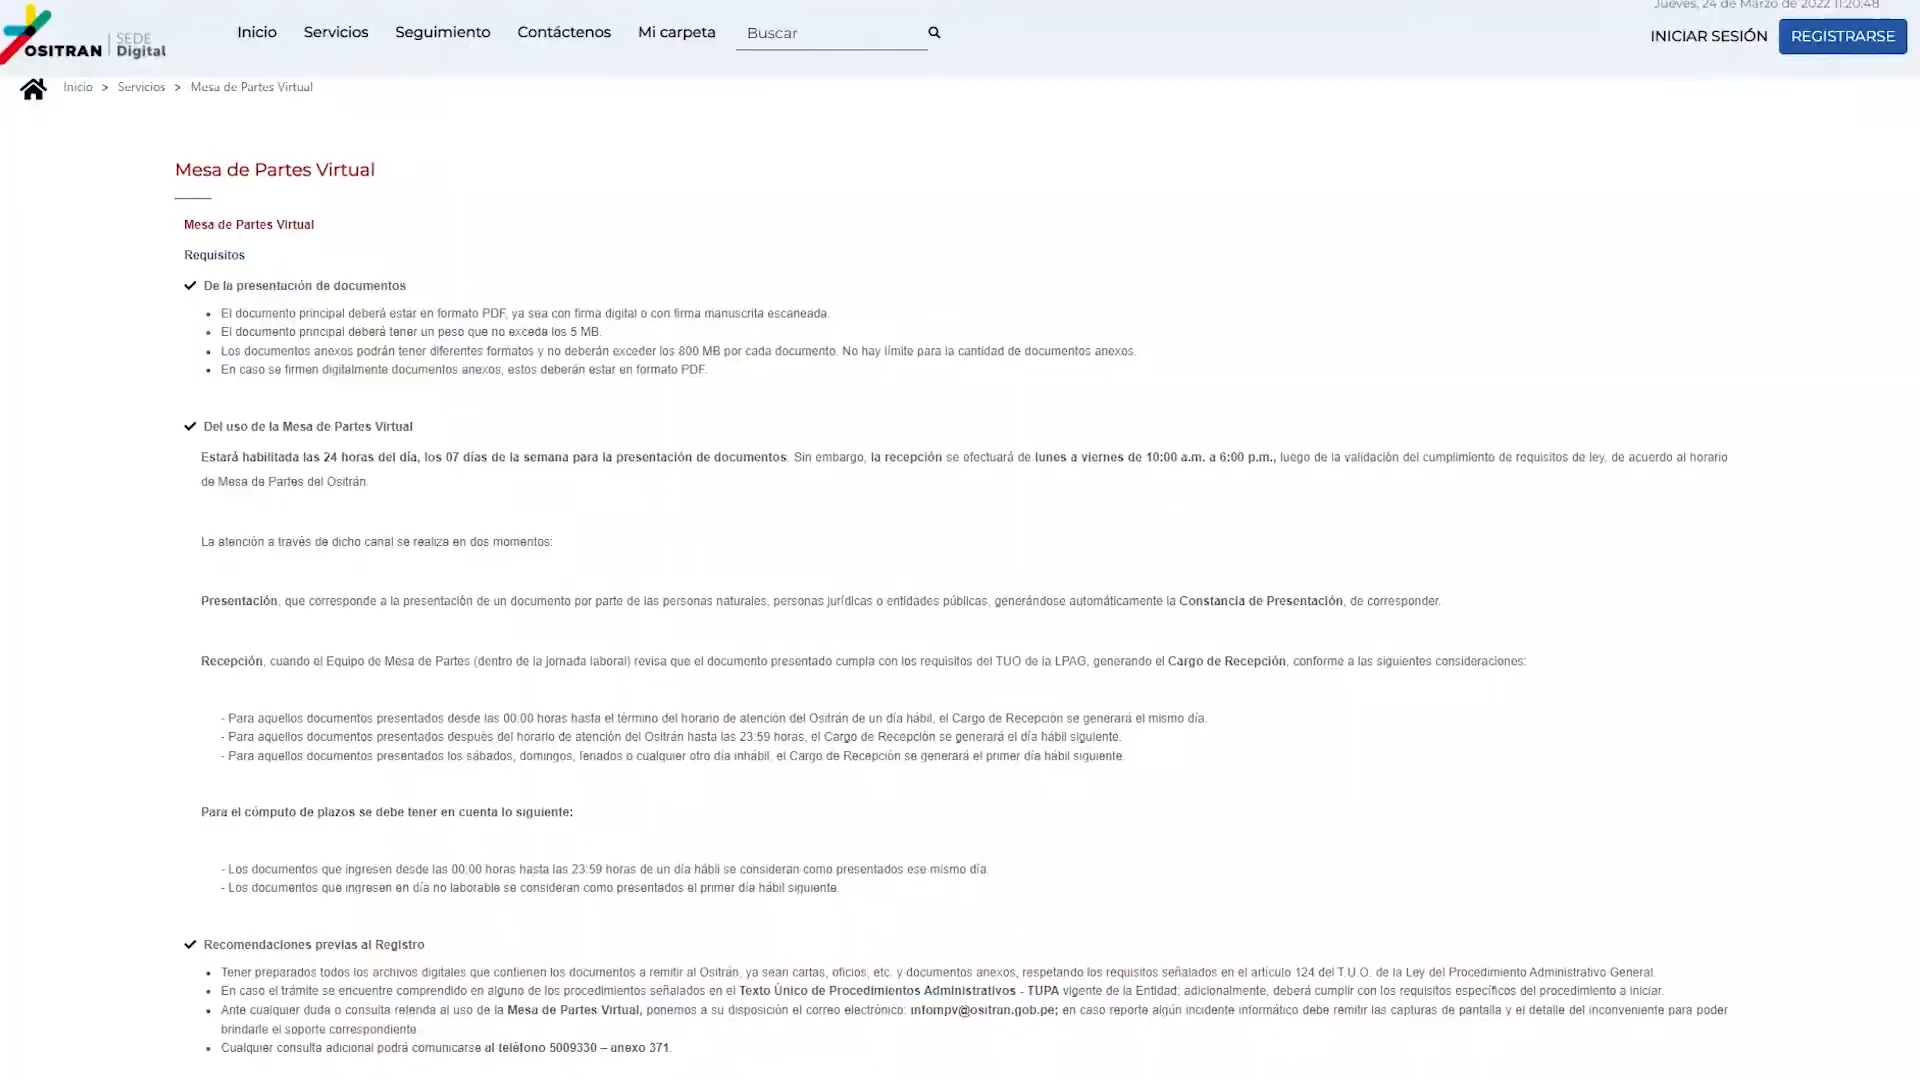 Jueves, 24 de Marzo de 2022 11:20:48
OSITRAN SEDE Digital
Inicio Servicios Seguimiento Contáctenos Mi carpeta Buscar INICIAR SESIÓN REGISTRARSE
Inicio > Servicios > Mesa de Partes Virtual
Mesa de Partes Virtual
Mesa de Partes Virtual
Requisitos
De la presentación de documentos
• El documento principal deberá estar en formato PDF, ya sea con firma digital o con firma manuscrita escaneada.
• El documento principal deberá tener un peso que no exceda los 5 MB.
• Los documentos anexos podrán tener diferentes formatos y no deberán exceder los 800 MB por cada documento. No hay límite para la cantidad de documentos anexos.
• En caso se firmen digitalmente documentos anexos, estos deberán estar en formato PDF.
Del uso de la Mesa de Partes Virtual
Estará habilitada las 24 horas del día, los 07 días de la semana para la presentación de documentos. Sin embargo, la recepción se efectuará de lunes a viernes de 10:00 a.m. a 6:00 p.m., luego de la validación del cumplimiento de requisitos de ley, de acuerdo al horario
de Mesa de Partes del Ositrán.
La atención a través de dicho canal se realiza en dos momentos:
Presentación, que corresponde a la presentación de un documento por parte de las personas naturales, personas jurídicas o entidades públicas, generándose automáticamente la Constancia de Presentación, de corresponder.
Recepción, cuando el Equipo de Mesa de Partes (dentro de la jornada laboral) revisa que el documento presentado cumpla con los requisitos del TUO de la LPAG, generando el Cargo de Recepción, conforme a las siguientes consideraciones:
- Para aquellos documentos presentados desde las 00:00 horas hasta el término del horario de atención del Ositrán de un día hábil, el Cargo de Recepción se generará el mismo día.
- Para aquellos documentos presentados después del horario de atención del Ositrán hasta las 23:59 horas, el Cargo de Recepción se generará el día hábil siguiente.
- Para aquellos documentos presentados los sábados, domingos, feriados o cualquier otro día inhábil, el Cargo de Recepción se generará el primer día hábil siguiente.
Para el cómputo de plazos se debe tener en cuenta lo siguiente:
- Los documentos que ingresen desde las 00:00 horas hasta las 23:59 horas de un día hábil se consideran como presentados ese mismo día.
- Los documentos que ingresen en día no laborable se consideran como presentados el primer día hábil siguiente.
Recomendaciones previas al Registro
• Tener preparados todos los archivos digitales que contienen los documentos a remitir al Ositrán, ya sean cartas, oficios, etc. y documentos anexos, respetando los requisitos señalados en el artículo 124 del T.U.O. de la Ley del Procedimiento Administrativo General.
• En caso el trámite se encuentre comprendido en alguno de los procedimientos señalados en el Texto Único de Procedimientos Administrativos - TUPA vigente de la Entidad; adicionalmente, deberá cumplir con los requisitos específicos del procedimiento a iniciar.
• Ante cualquier duda o consulta referida al uso de la Mesa de Partes Virtual, ponemos a su disposición el correo electrónico: infompv@ositran.gob.pe; en caso reporte algún incidente informático debe remitir las capturas de pantalla y el detalle del inconveniente para poder
brindarle el soporte correspondiente.
• Cualquier consulta adicional podrá comunicarse al teléfono 5009330 – anexo 371.